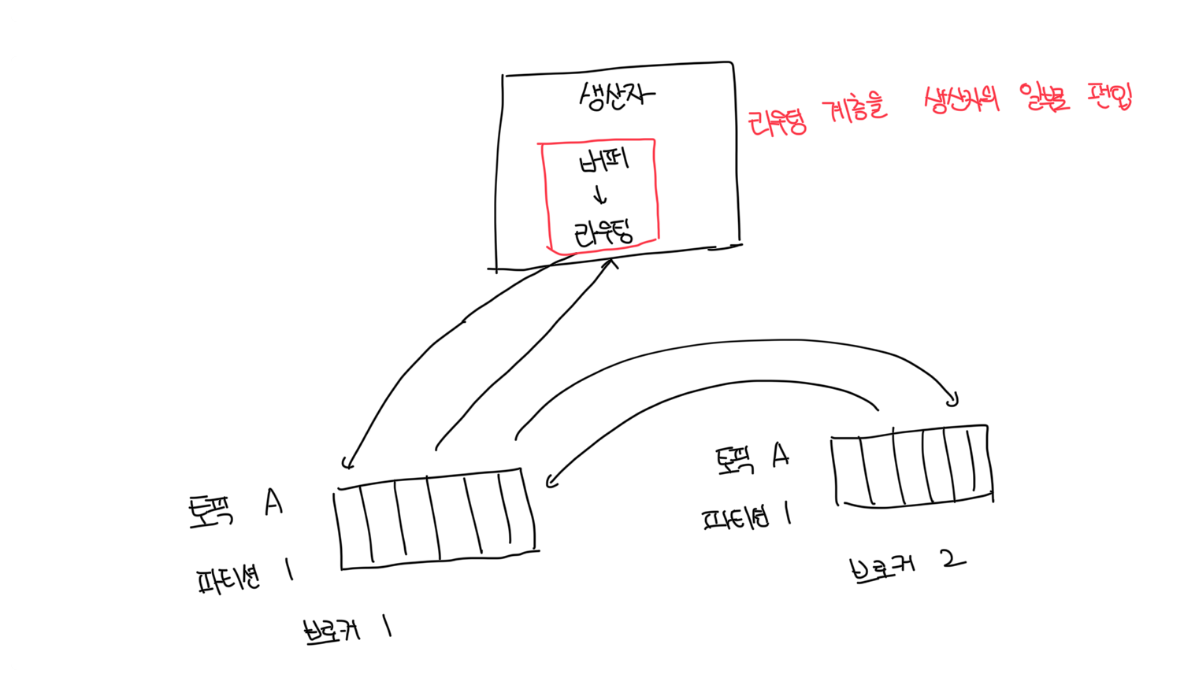 생산자
라우팅 계층을 생산자의 일부로 편입
버퍼
↓
라우팅
토픽 A
파티션 1
브로커 1
토픽 A
파티션 1
브로커 2